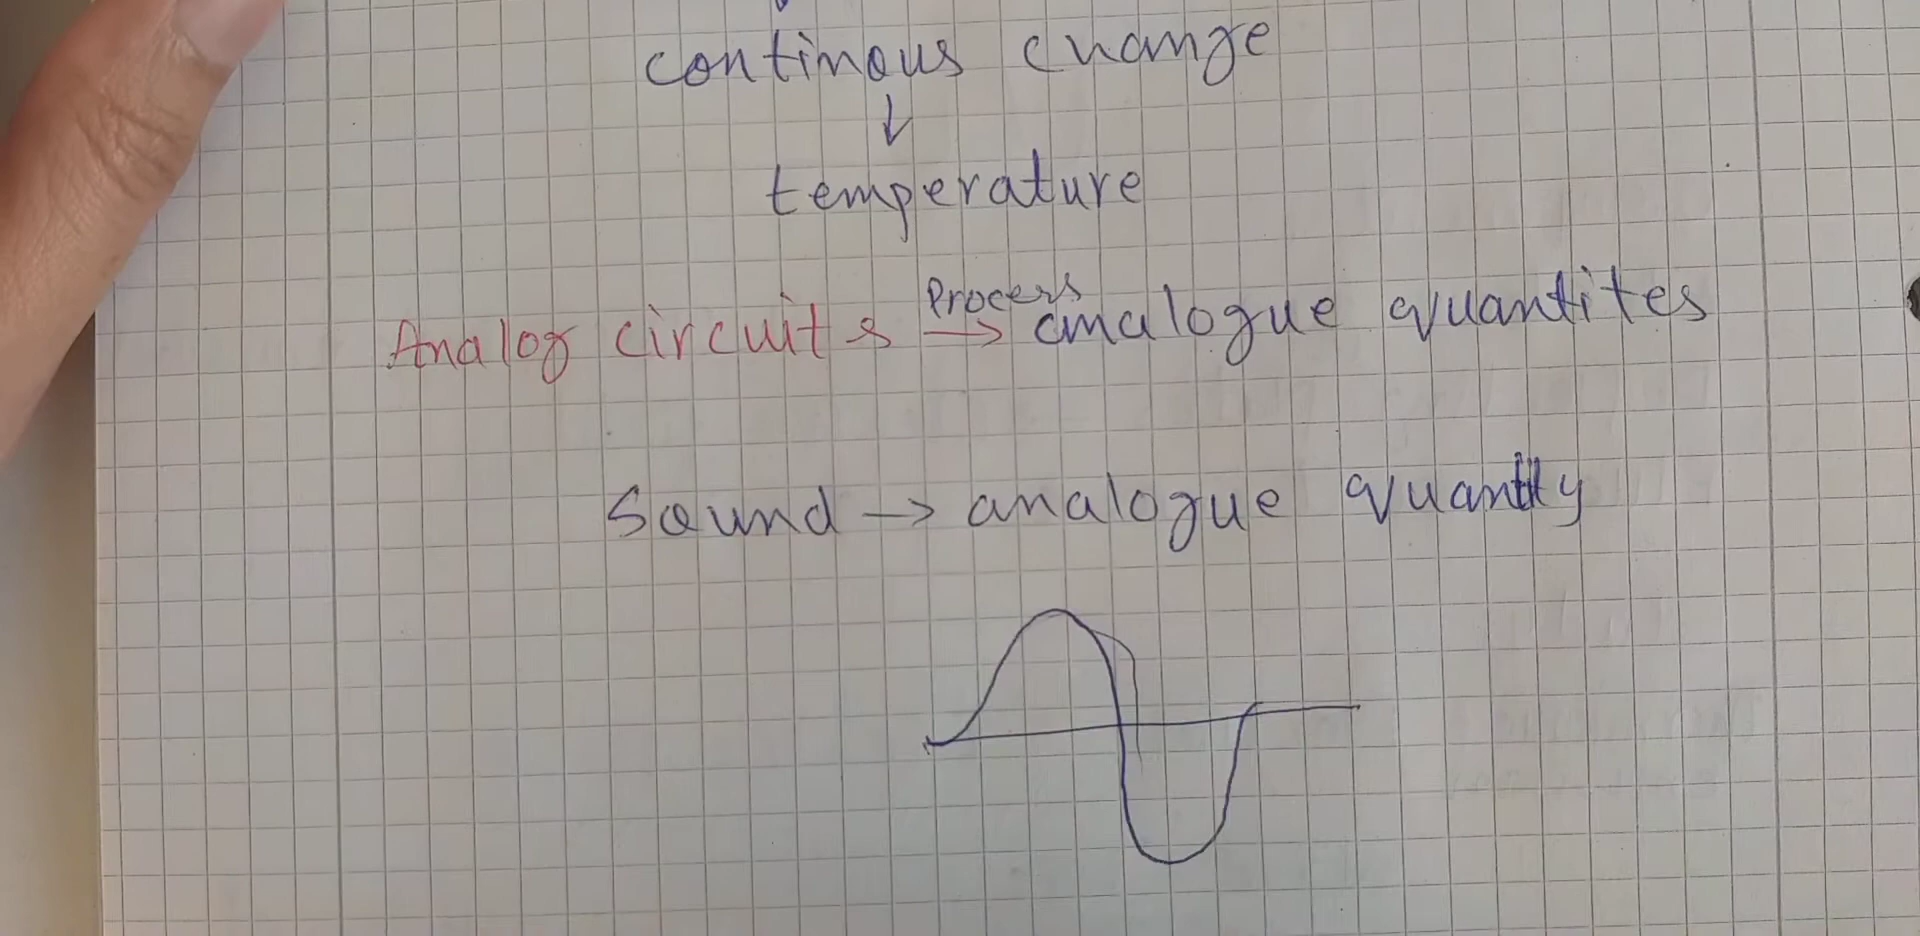 continous change
↓
temperature
Process
Analog circuits → analogue quantites
Sound → analogue quantity